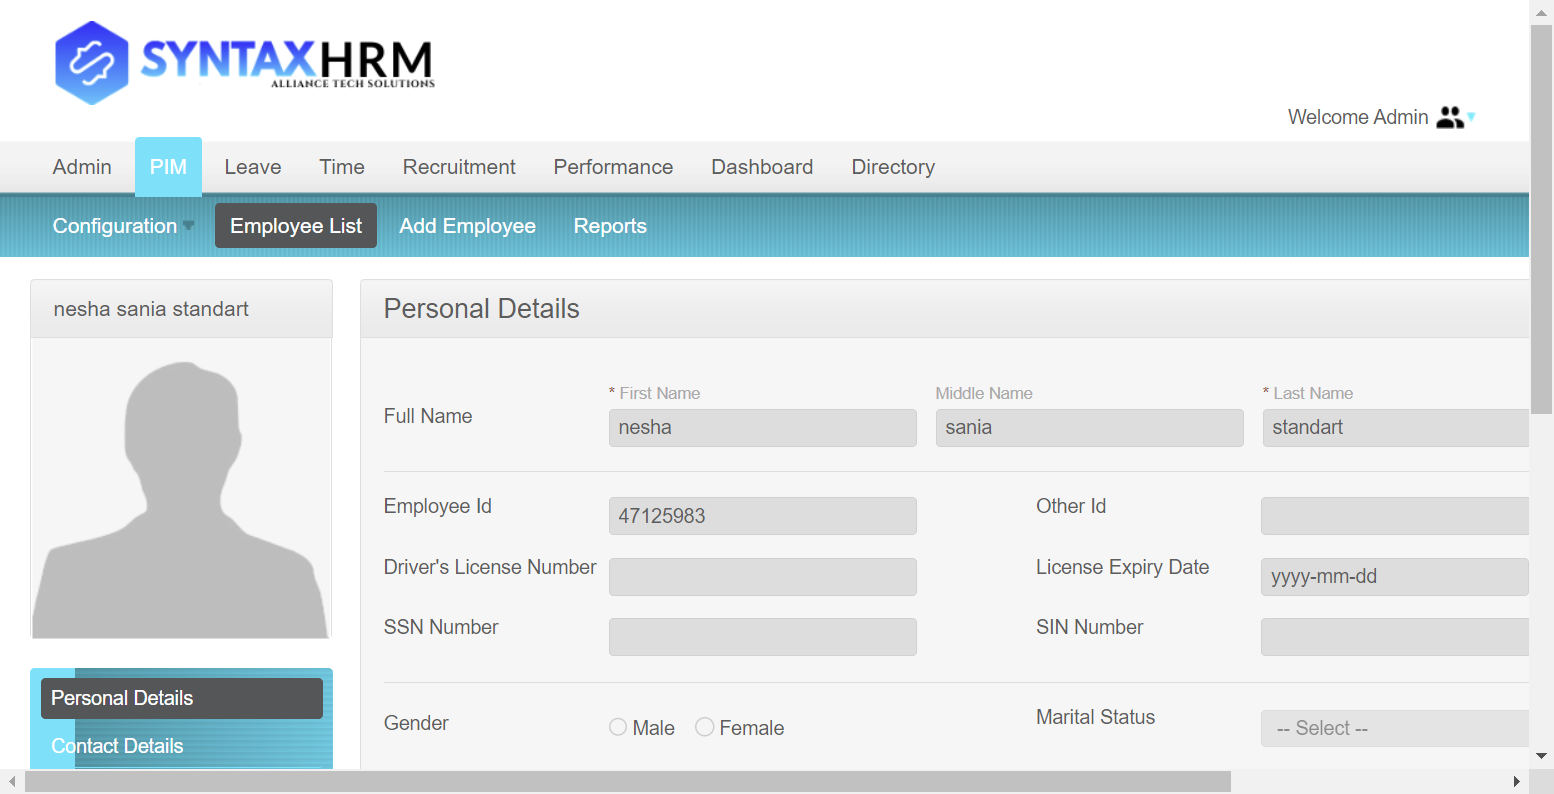 SYNTAXHRM
ALLIANCE TECH SOLUTIONS
Welcome Admin
Admin PIM Leave Time Recruitment Performance Dashboard Directory
Configuration Employee List Add Employee Reports
nesha sania standart
Personal Details
* First Name Middle Name * Last Name
Full Name nesha sania standart
Employee Id 47125983 Other Id
Driver's License Number License Expiry Date yyyy-mm-dd
SSN Number SIN Number
Gender Male Female Marital Status -- Select --
Personal Details
Contact Details